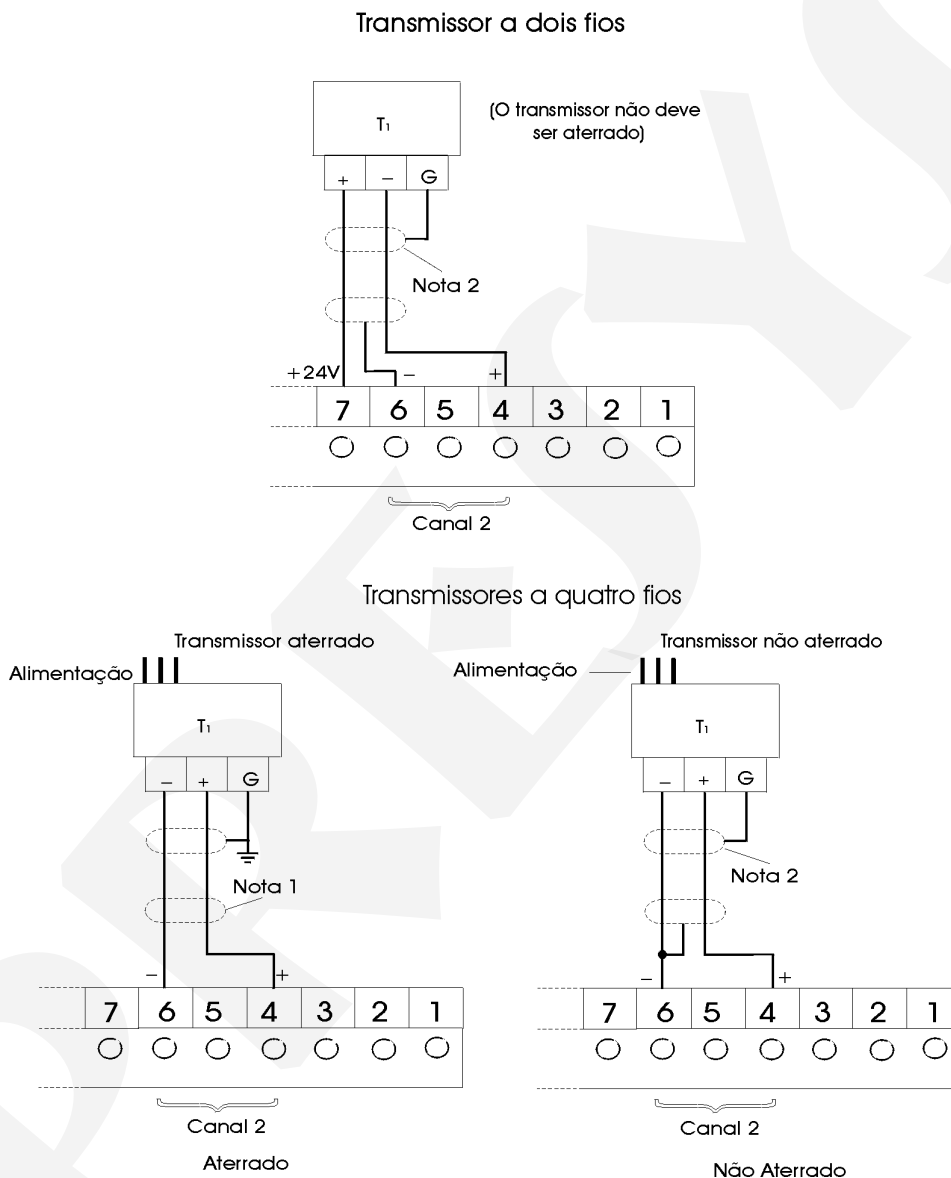 Transmissor a dois fios
T1
(O transmissor não deve
ser aterrado)
+ − G
Nota 2
+24V − +
7 6 5 4 3 2 1
Canal 2
Transmissores a quatro fios
Transmissor aterrado
Alimentação
T1
− + G
Nota 1
− +
7 6 5 4 3 2 1
Canal 2
Aterrado
Transmissor não aterrado
Alimentação
T1
− + G
Nota 2
− +
7 6 5 4 3 2 1
Canal 2
Não Aterrado
PRESYS